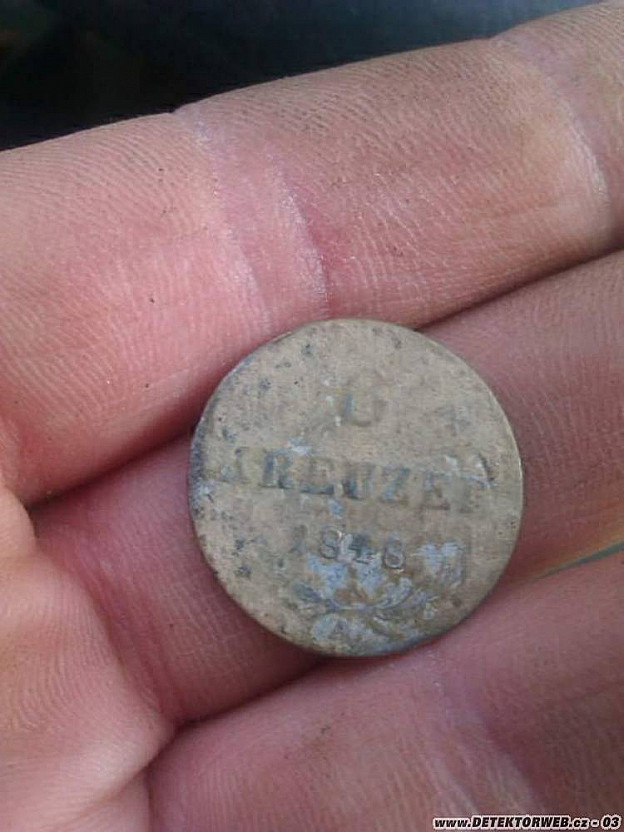 6
KREUZER
1848
A
WWW.DETEKTORWEB.cz - 03